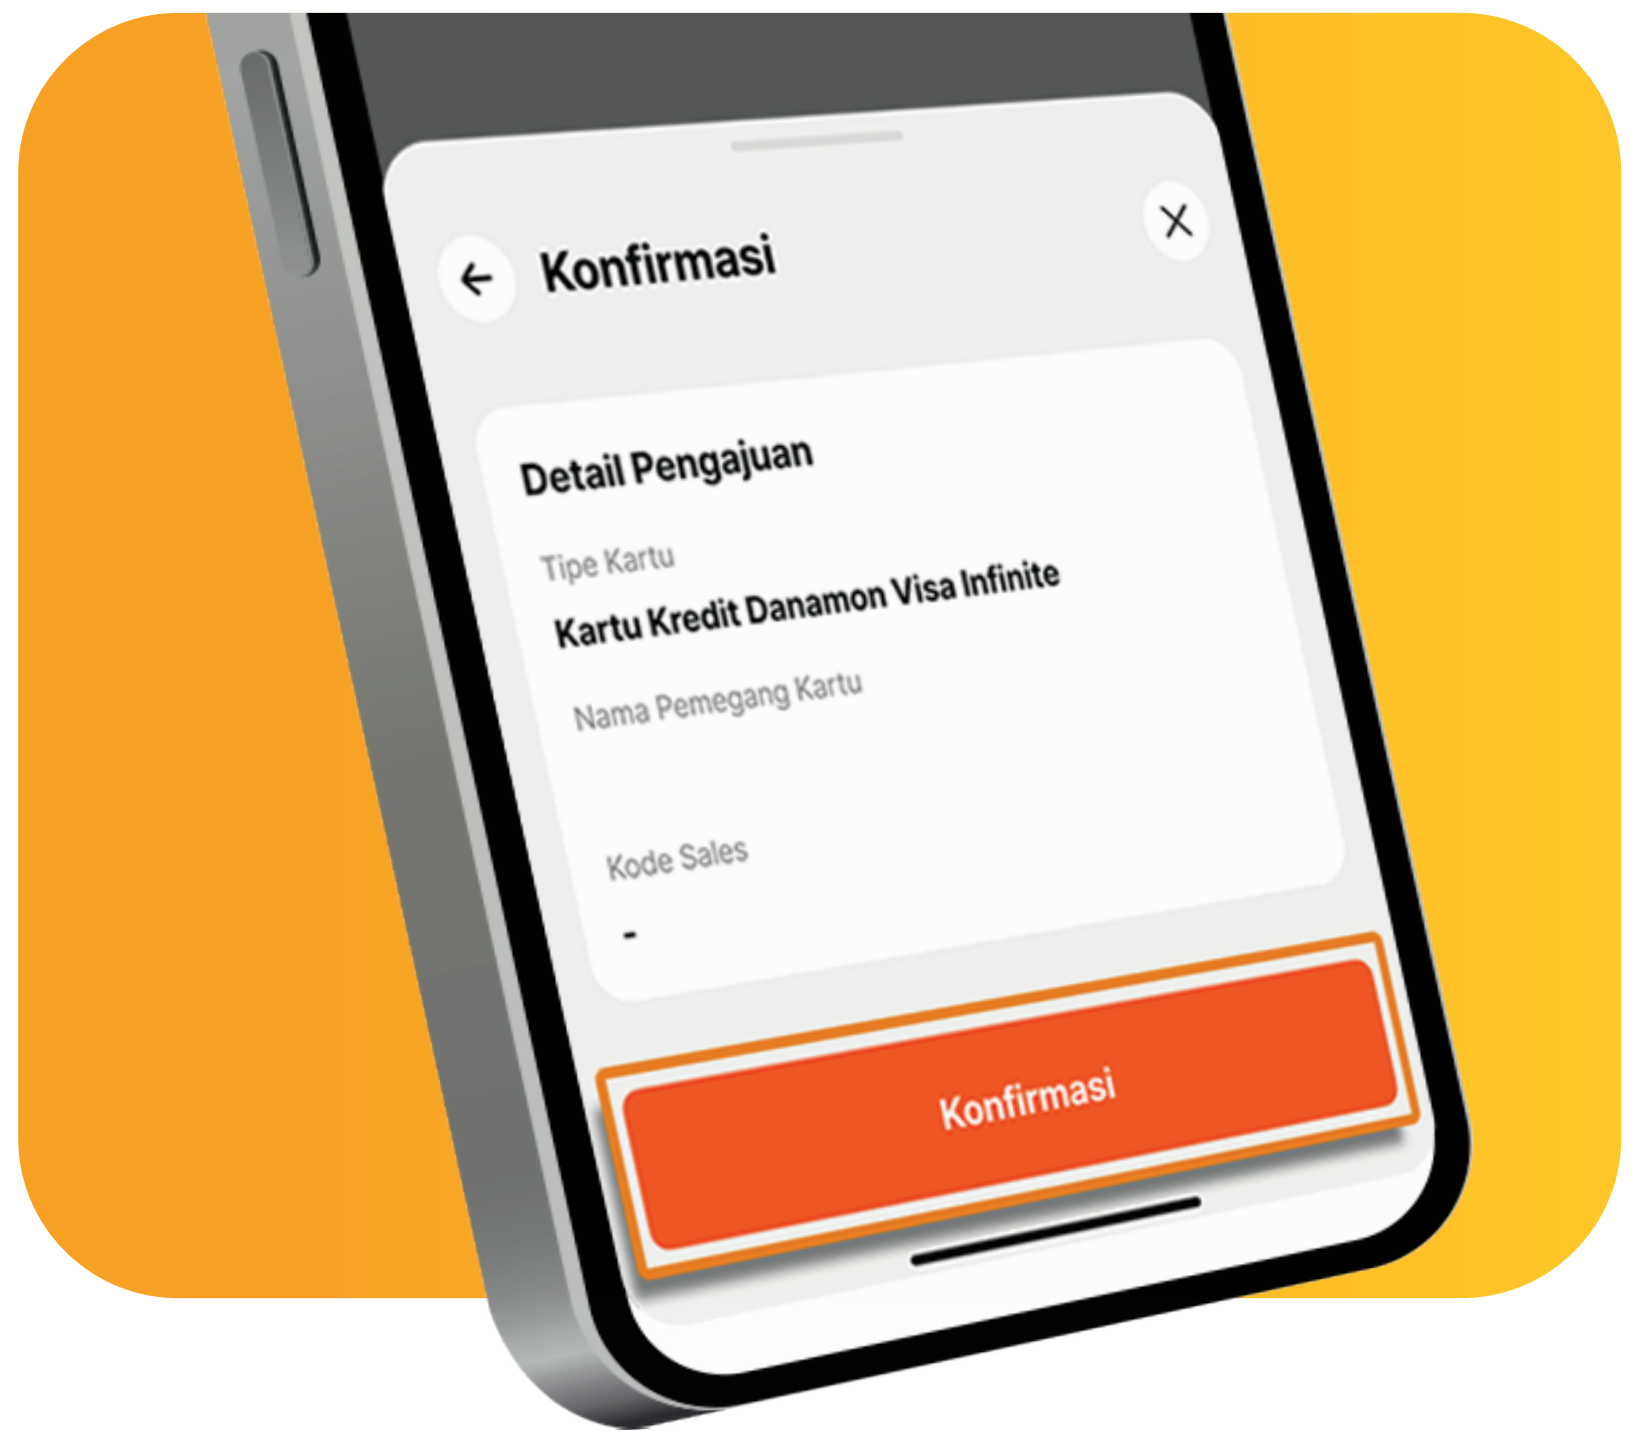 Konfirmasi
Detail Pengajuan
Tipe Kartu
Kartu Kredit Danamon Visa Infinite
Nama Pemegang Kartu
Kode Sales
-
Konfirmasi